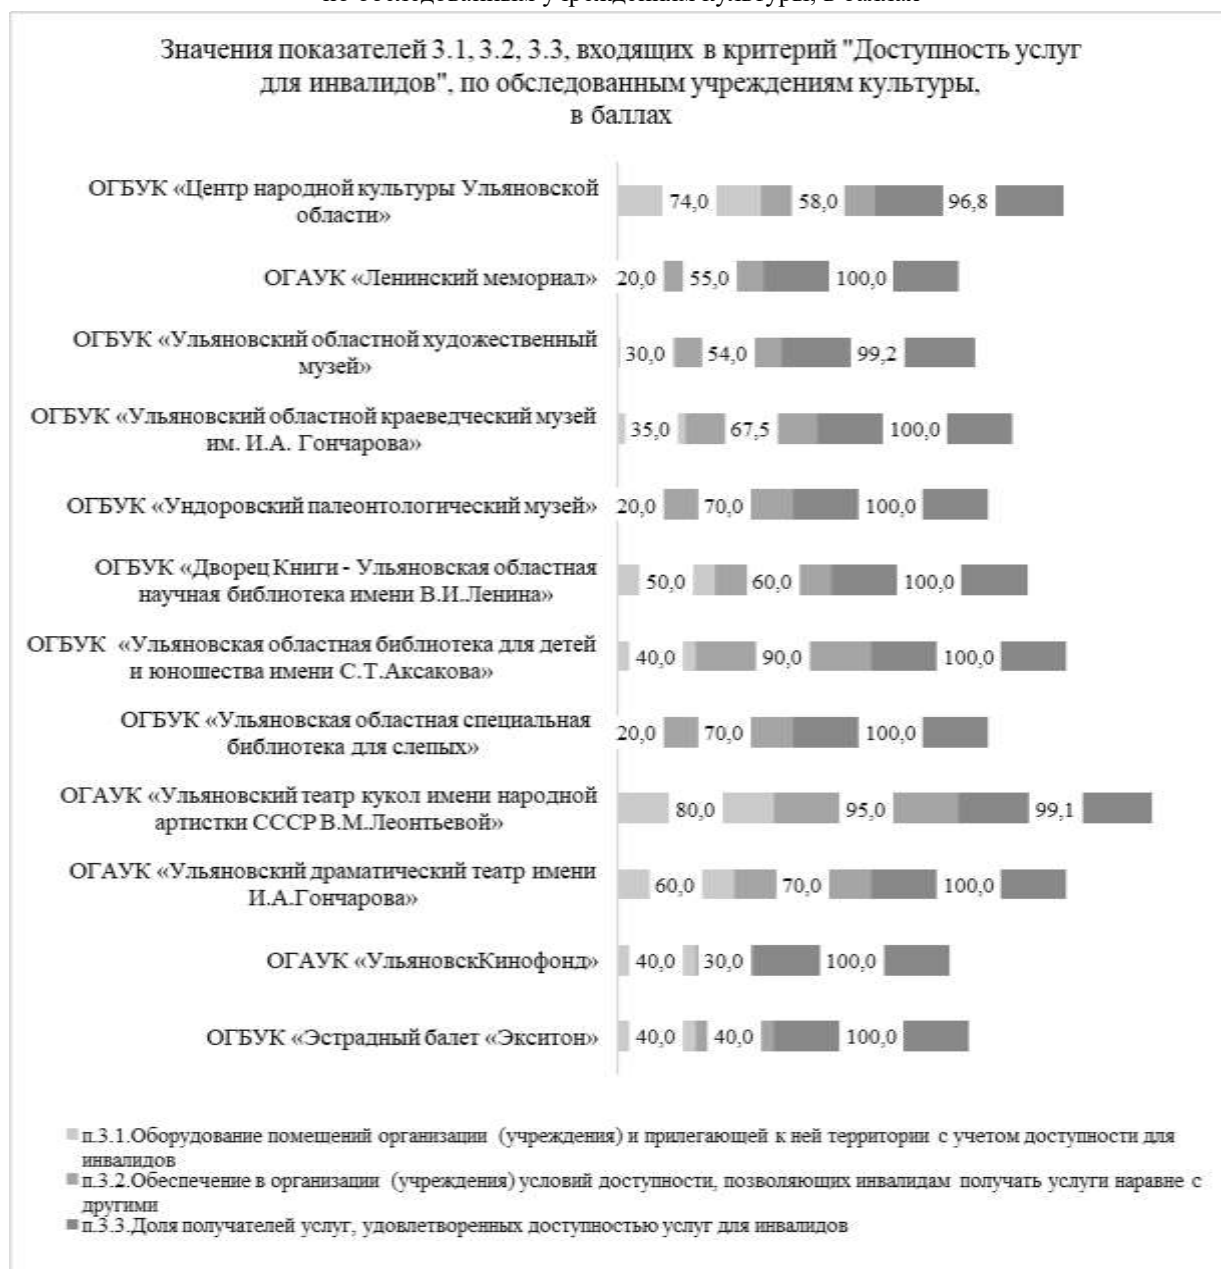 по обследованным учреждениям культуры, в баллах
Значения показателей 3.1, 3.2, 3.3, входящих в критерий "Доступность услуг
для инвалидов", по обследованным учреждениям культуры,
в баллах
ОГБУК «Центр народной культуры Ульяновской
области»
74,0 58,0 96,8
ОГАУК «Ленинский мемориал»
20,0 55,0 100,0
ОГБУК «Ульяновский областной художественный
музей»
30,0 54,0 99,2
ОГБУК «Ульяновский областной краеведческий музей
им. И.А. Гончарова»
35,0 67,5 100,0
ОГБУК «Ундоровский палеонтологический музей»
20,0 70,0 100,0
ОГБУК «Дворец Книги - Ульяновская областная
научная библиотека имени В.И.Ленина»
50,0 60,0 100,0
ОГБУК «Ульяновская областная библиотека для детей
и юношества имени С.Т.Аксакова»
40,0 90,0 100,0
ОГБУК «Ульяновская областная специальная
библиотека для слепых»
20,0 70,0 100,0
ОГАУК «Ульяновский театр кукол имени народной
артистки СССР В.М.Леонтьевой»
80,0 95,0 99,1
ОГАУК «Ульяновский драматический театр имени
И.А.Гончарова»
60,0 70,0 100,0
ОГАУК «УльяновскКинофонд»
40,0 30,0 100,0
ОГБУК «Эстрадный балет «Экситон»
40,0 40,0 100,0
п.3.1.Оборудование помещений организации (учреждения) и прилегающей к ней территории с учетом доступности для
инвалидов
п.3.2.Обеспечение в организации (учреждения) условий доступности, позволяющих инвалидам получать услуги наравне с
другими
п.3.3.Доля получателей услуг, удовлетворенных доступностью услуг для инвалидов